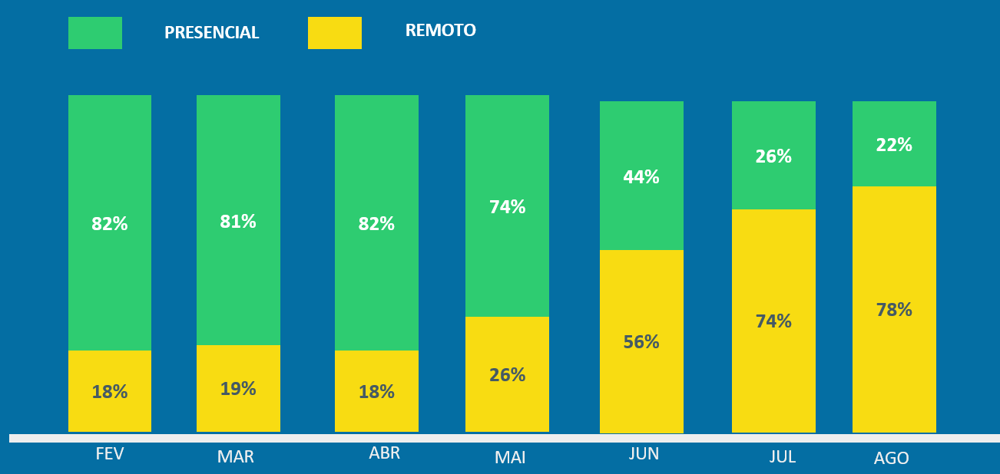 PRESENCIAL
REMOTO
82%
81%
82%
74%
44%
26%
22%
18%
19%
18%
26%
56%
74%
78%
FEV
MAR
ABR
MAI
JUN
JUL
AGO